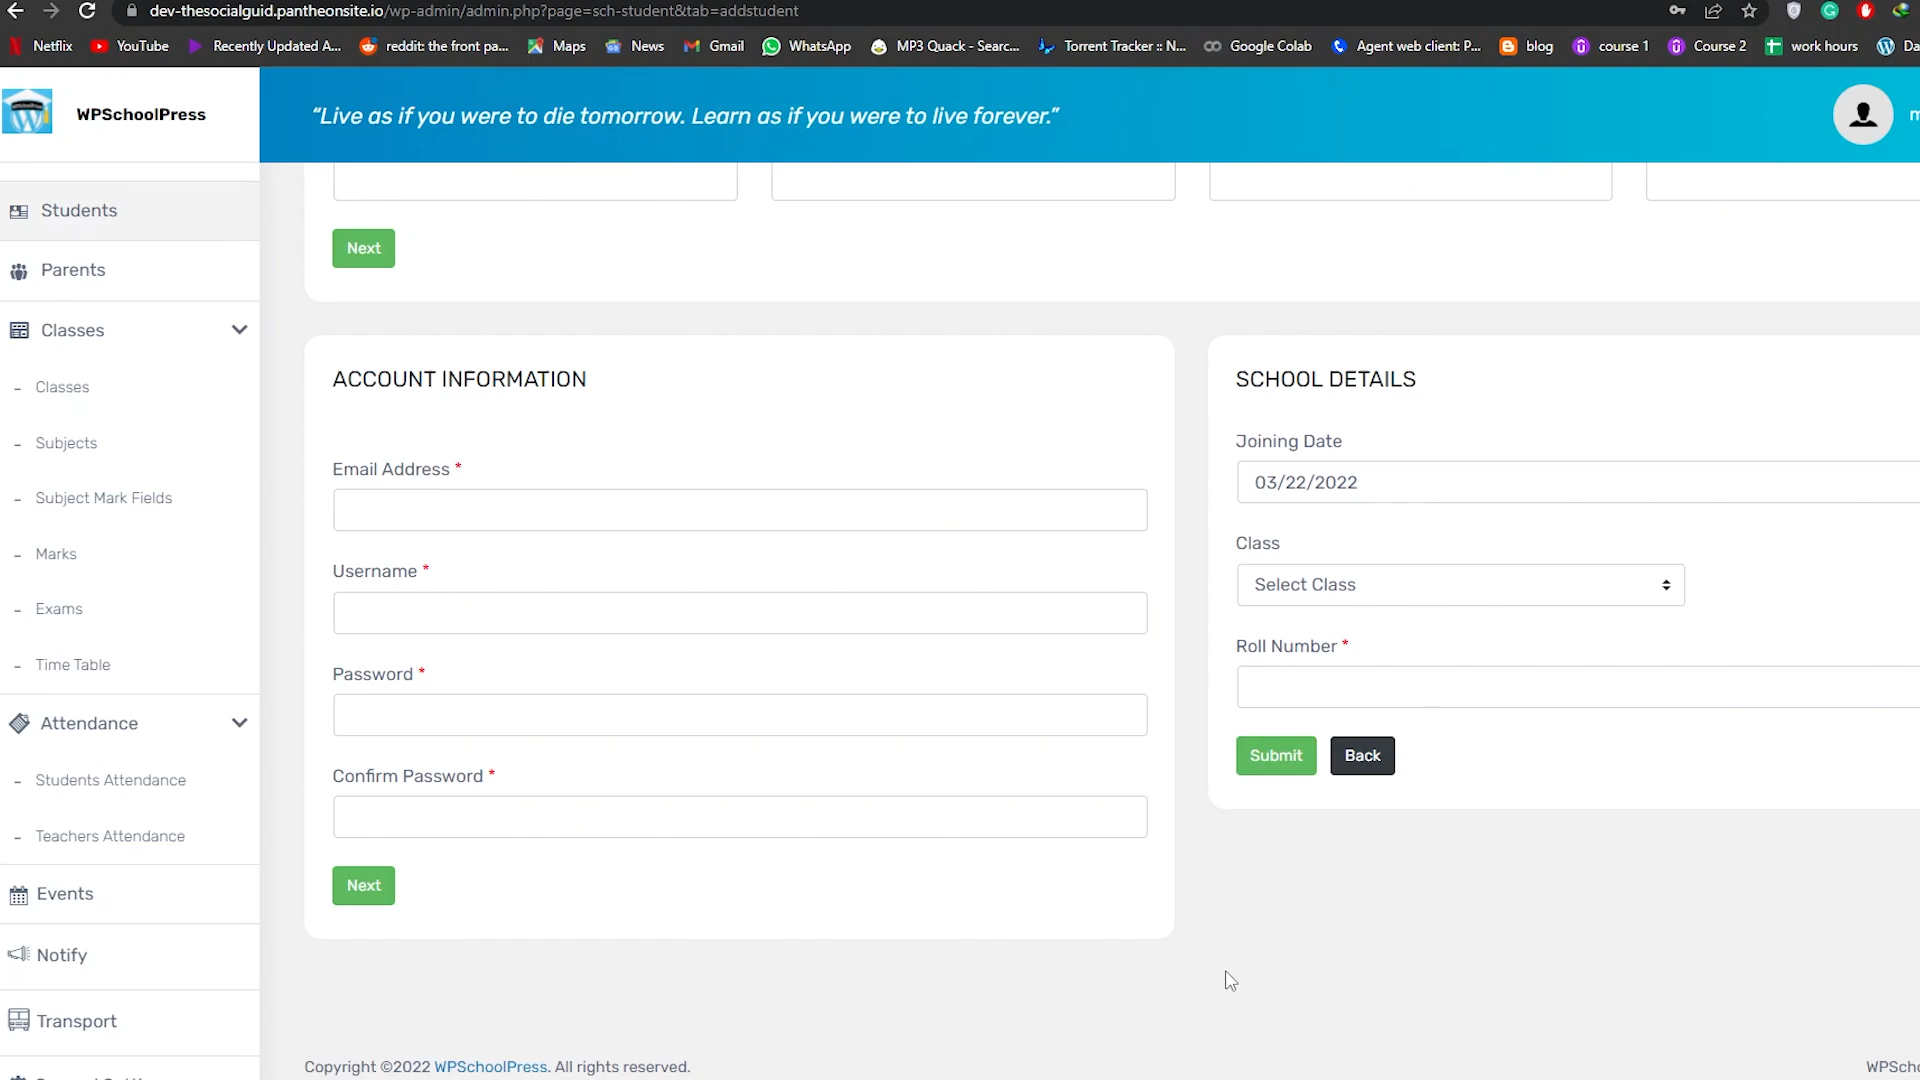 dev-thesocialguid.pantheonsite.io/wp-admin/admin.php?page=sch-student&tab=addstudent
Netflix YouTube Recently Updated A... reddit: the front pa... Maps News Gmail WhatsApp MP3 Quack - Searc... Torrent Tracker :: N... Google Colab Agent web client: P... blog course 1 Course 2 work hours Da
WPSchoolPress
“Live as if you were to die tomorrow. Learn as if you were to live forever.”
Students
Parents
Classes
- Classes
- Subjects
- Subject Mark Fields
- Marks
- Exams
- Time Table
Attendance
- Students Attendance
- Teachers Attendance
Events
Notify
Transport
Next
ACCOUNT INFORMATION
Email Address *
Username *
Password *
Confirm Password *
Next
SCHOOL DETAILS
Joining Date
03/22/2022
Class
Select Class
Roll Number *
Submit Back
Copyright ©2022 WPSchoolPress. All rights reserved.
WPScho